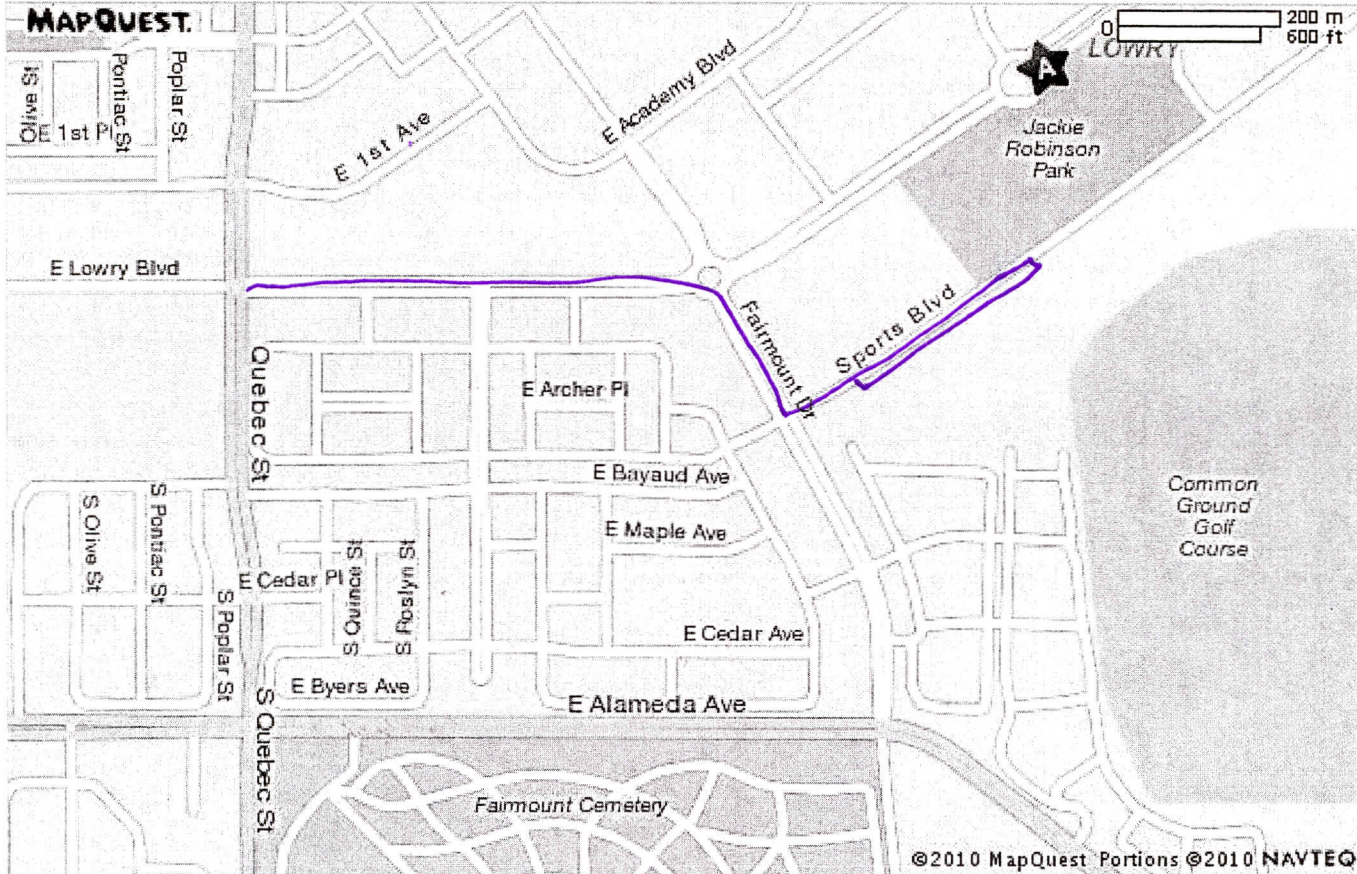 MAPQUEST.
0
200 m
600 ft
LOWRY
A
Olive St
Pontiac St
Poplar St
E 1st Pl
E 1st Ave
E Academy Blvd
Jackie
Robinson
Park
E Lowry Blvd
Fairmount Dr
Sports Blvd
Quebec St
E Archer Pl
E Bayaud Ave
E Maple Ave
Common
Ground
Golf
Course
S Olive St
S Pontiac St
E Cedar Pl
S Quince St
S Roslyn St
S Poplar St
E Cedar Ave
E Byers Ave
E Alameda Ave
S Quebec St
Fairmount Cemetery
©2010 MapQuest Portions ©2010 NAVTEQ